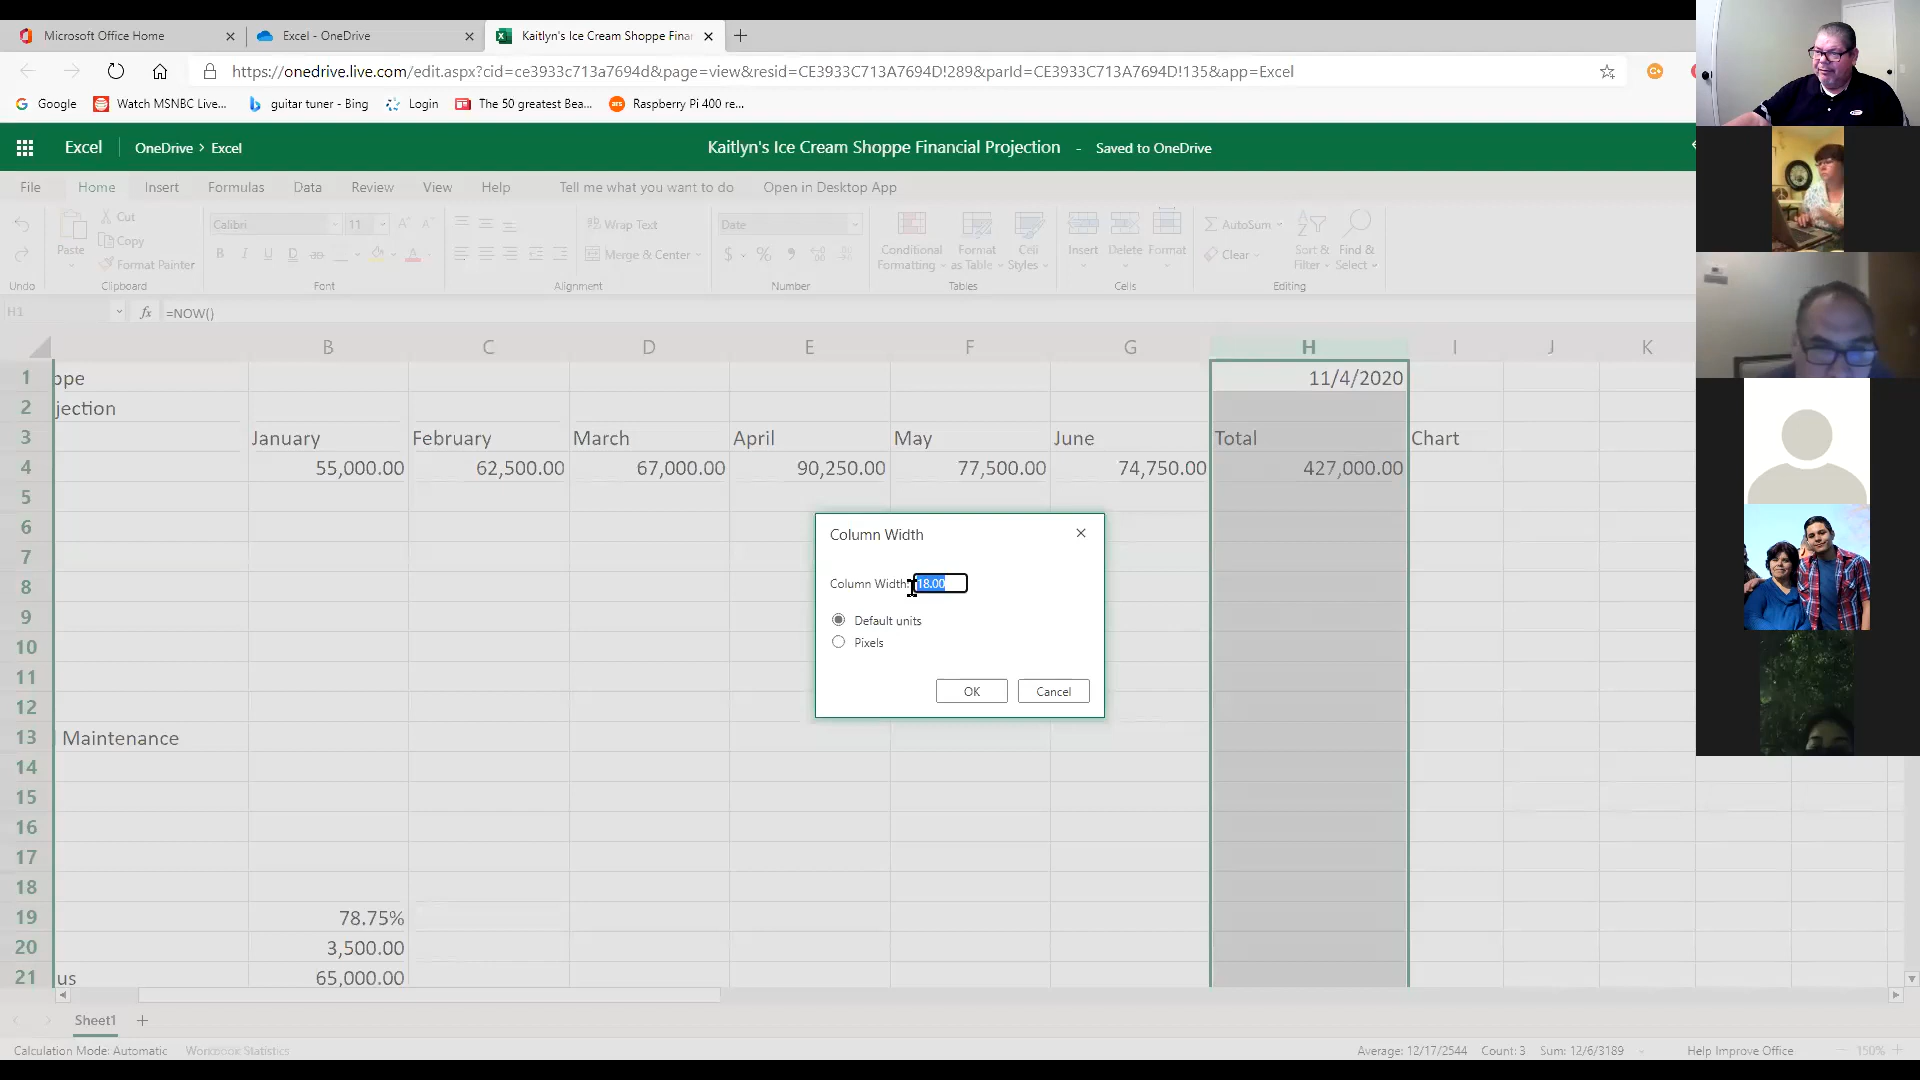 Microsoft Office Home
Excel - OneDrive
Kaitlyn's Ice Cream Shoppe Finan
https://onedrive.live.com/edit.aspx?cid=ce3933c713a7694d&page=view&resid=CE3933C713A7694D!289&parId=CE3933C713A7694D!135&app=Excel
Google
Watch MSNBC Live...
guitar tuner - Bing
Login
The 50 greatest Bea...
Raspberry Pi 400 re...
Excel
OneDrive > Excel
Kaitlyn's Ice Cream Shoppe Financial Projection - Saved to OneDrive
File Home Insert Formulas Data Review View Help Tell me what you want to do Open in Desktop App
Paste
Cut
Copy
Format Painter
Calibri 11
B I U D ab
Wrap Text
Merge & Center
Date
$ %
Conditional Formatting
Format as Table
Cell Styles
Insert
Delete
Format
AutoSum
Clear
Sort & Filter
Find & Select
Undo Clipboard Font Alignment Number Tables Cells Editing
H1 fx =NOW()
B C D E F G H I J K
1 ppe 11/4/2020
2 jection
3 January February March April May June Total Chart
4 55,000.00 62,500.00 67,000.00 90,250.00 77,500.00 74,750.00 427,000.00
5
6
7
8
9
10
11
12
13 Maintenance
14
15
16
17
18
19 78.75%
20 3,500.00
21 us 65,000.00
Column Width
Column Width: 18.00
Default units
Pixels
OK Cancel
Sheet1
Calculation Mode: Automatic Workbook Statistics Average: 12/17/2544 Count: 3 Sum: 12/6/3189 Help Improve Office 150%